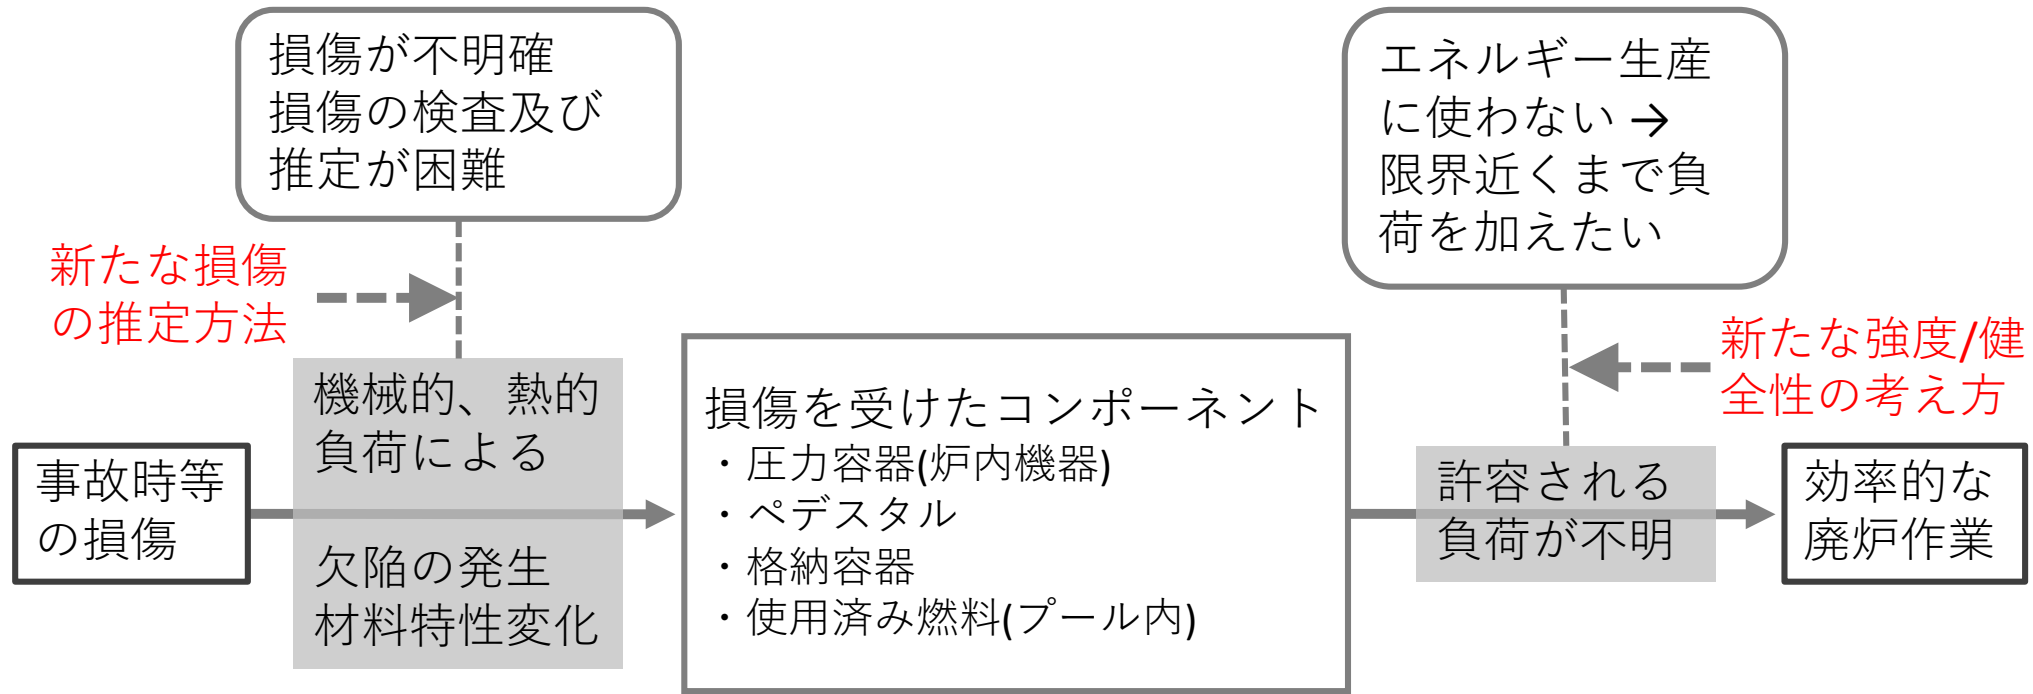 損傷が不明確
損傷の検査及び
推定が困難
エネルギー生産
に使わない →
限界近くまで負
荷を加えたい
新たな損傷
の推定方法
新たな強度/健
全性の考え方
事故時等
の損傷
機械的、熱的
負荷による
欠陥の発生
材料特性変化
損傷を受けたコンポーネント
・圧力容器(炉内機器)
・ペデスタル
・格納容器
・使用済み燃料(プール内)
許容される
負荷が不明
効率的な
廃炉作業